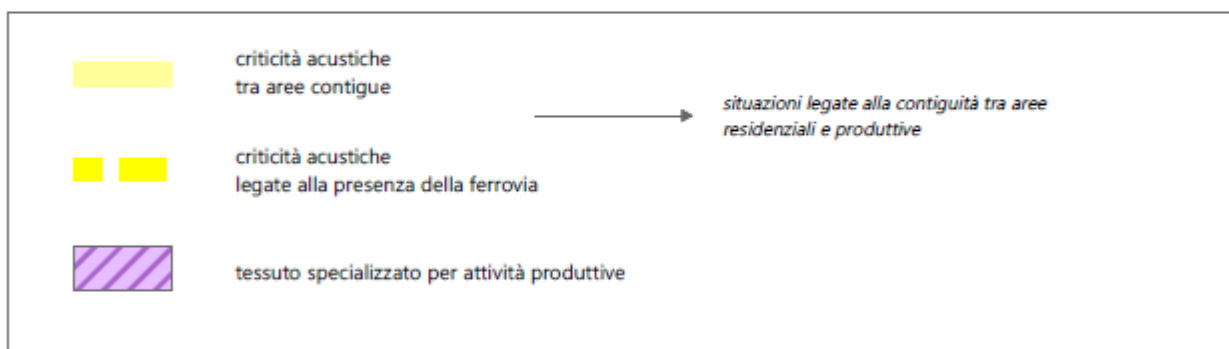 criticità acustiche
tra aree contigue
situazioni legate alla contiguità tra aree
residenziali e produttive
criticità acustiche
legate alla presenza della ferrovia
tessuto specializzato per attività produttive